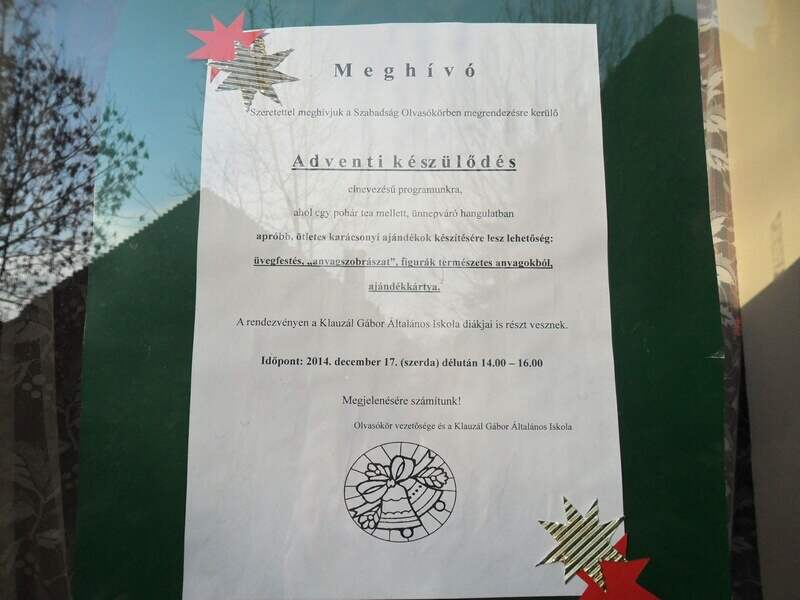 Meghívó
Szeretettel meghívjuk a Szabadság Olvasókörben megrendezésre kerülő
Adventi készülődés
elnevezésű programunkra,
ahol egy pohár tea mellett, ünnepváró hangulatban
apróbb, ötletes karácsonyi ajándékok készítésére lesz lehetőség:
üvegfestés, „anyagszobrászat”, figurák természetes anyagokból,
ajándékkártya.
A rendezvényen a Klauzál Gábor Általános Iskola diákjai is részt vesznek.
Időpont: 2014. december 17. (szerda) délután 14.00 – 16.00
Megjelenésére számítunk!
Olvasókör vezetősége és a Klauzál Gábor Általános Iskola